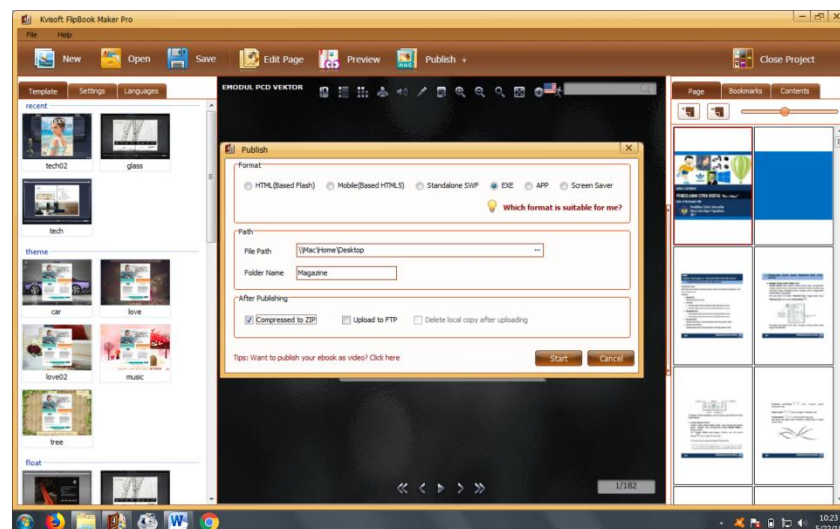 Kvisoft FlipBook Maker Pro
File Help
New Open Save Edit Page Preview Publish Close Project
Template Settings Languages
recent
tech02 glass
tech
theme
car love
love02 music
tree
float
EMODUL PCD VEKTOR
Publish
Format
HTML(Based Flash) Mobile(Based HTML5) Standalone SWF EXE APP Screen Saver
Which format is suitable for me?
Path
File Path \\Mac\Home\Desktop ...
Folder Name Magazine
After Publishing
Compressed to ZIP Upload to FTP Delete local copy after uploading
Tips: Want to publish your ebook as video? Click here
Start Cancel
1/182
Page Bookmarks Contents
10:23